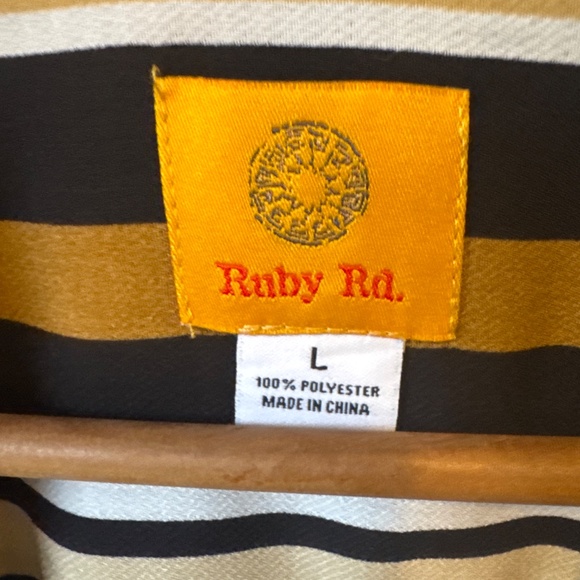 Ruby Rd.
L
100% POLYESTER
MADE IN CHINA